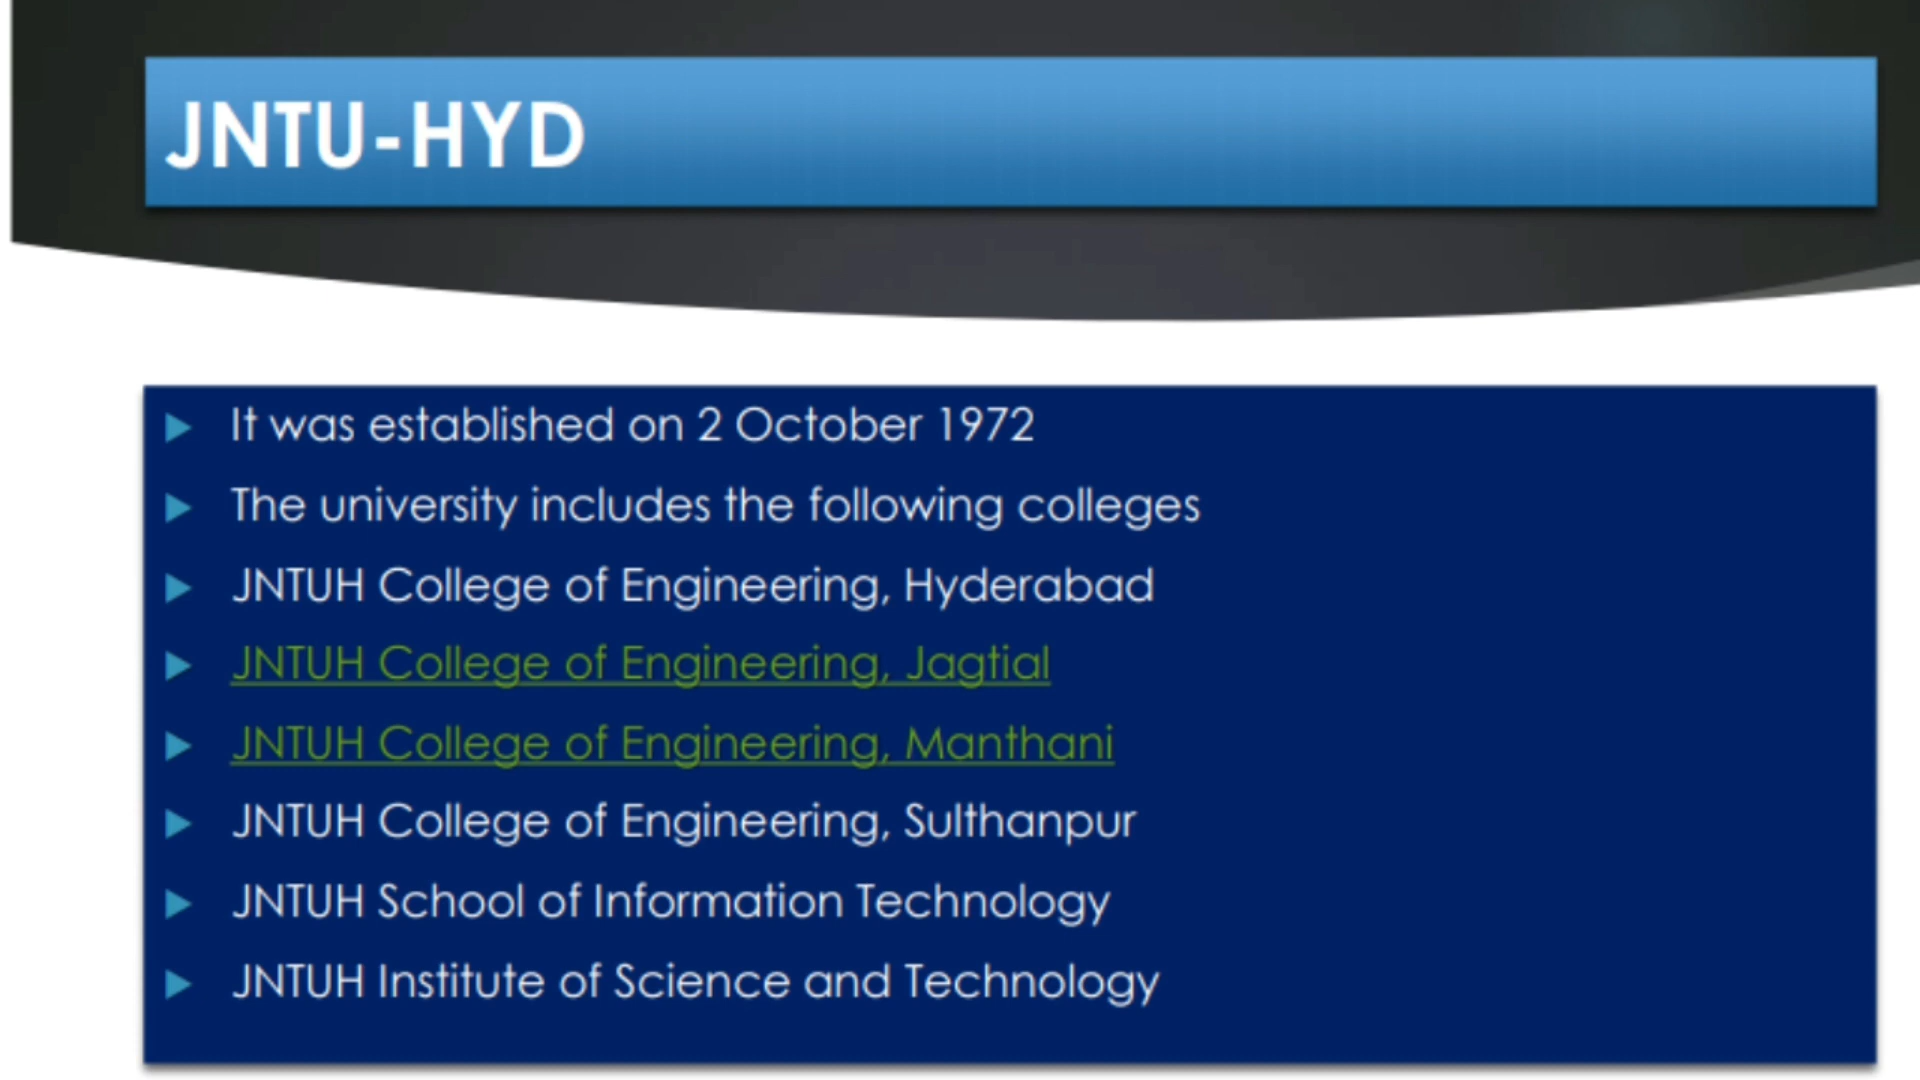 JNTU-HYD
It was established on 2 October 1972
The university includes the following colleges
JNTUH College of Engineering, Hyderabad
JNTUH College of Engineering, Jagtial
JNTUH College of Engineering, Manthani
JNTUH College of Engineering, Sulthanpur
JNTUH School of Information Technology
JNTUH Institute of Science and Technology